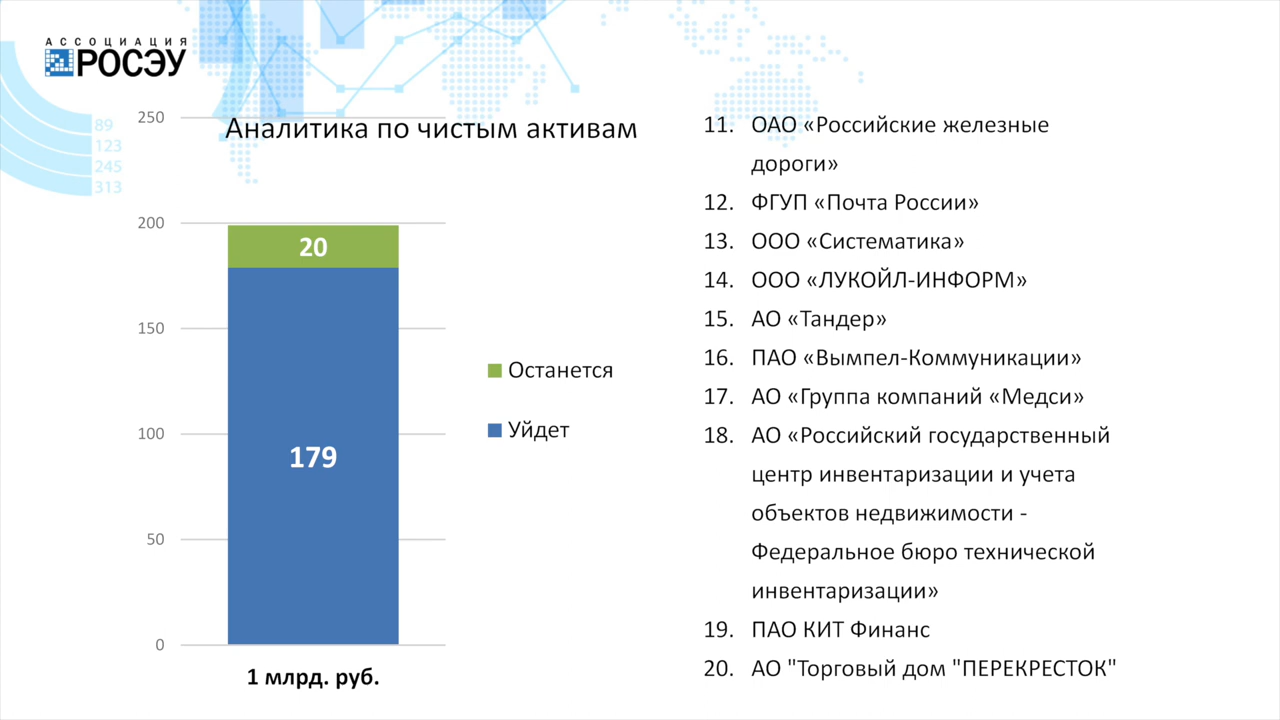 АССОЦИАЦИЯ
РОСЭУ
89
123
245
313
Аналитика по чистым активам
250
200
150
100
50
0
20
179
1 млрд. руб.
Останется
Уйдет
11. ОАО «Российские железные
дороги»
12. ФГУП «Почта России»
13. ООО «Систематика»
14. ООО «ЛУКОЙЛ-ИНФОРМ»
15. АО «Тандер»
16. ПАО «Вымпел-Коммуникации»
17. АО «Группа компаний «Медси»
18. АО «Российский государственный
центр инвентаризации и учета
объектов недвижимости -
Федеральное бюро технической
инвентаризации»
19. ПАО КИТ Финанс
20. АО "Торговый дом "ПЕРЕКРЕСТОК"